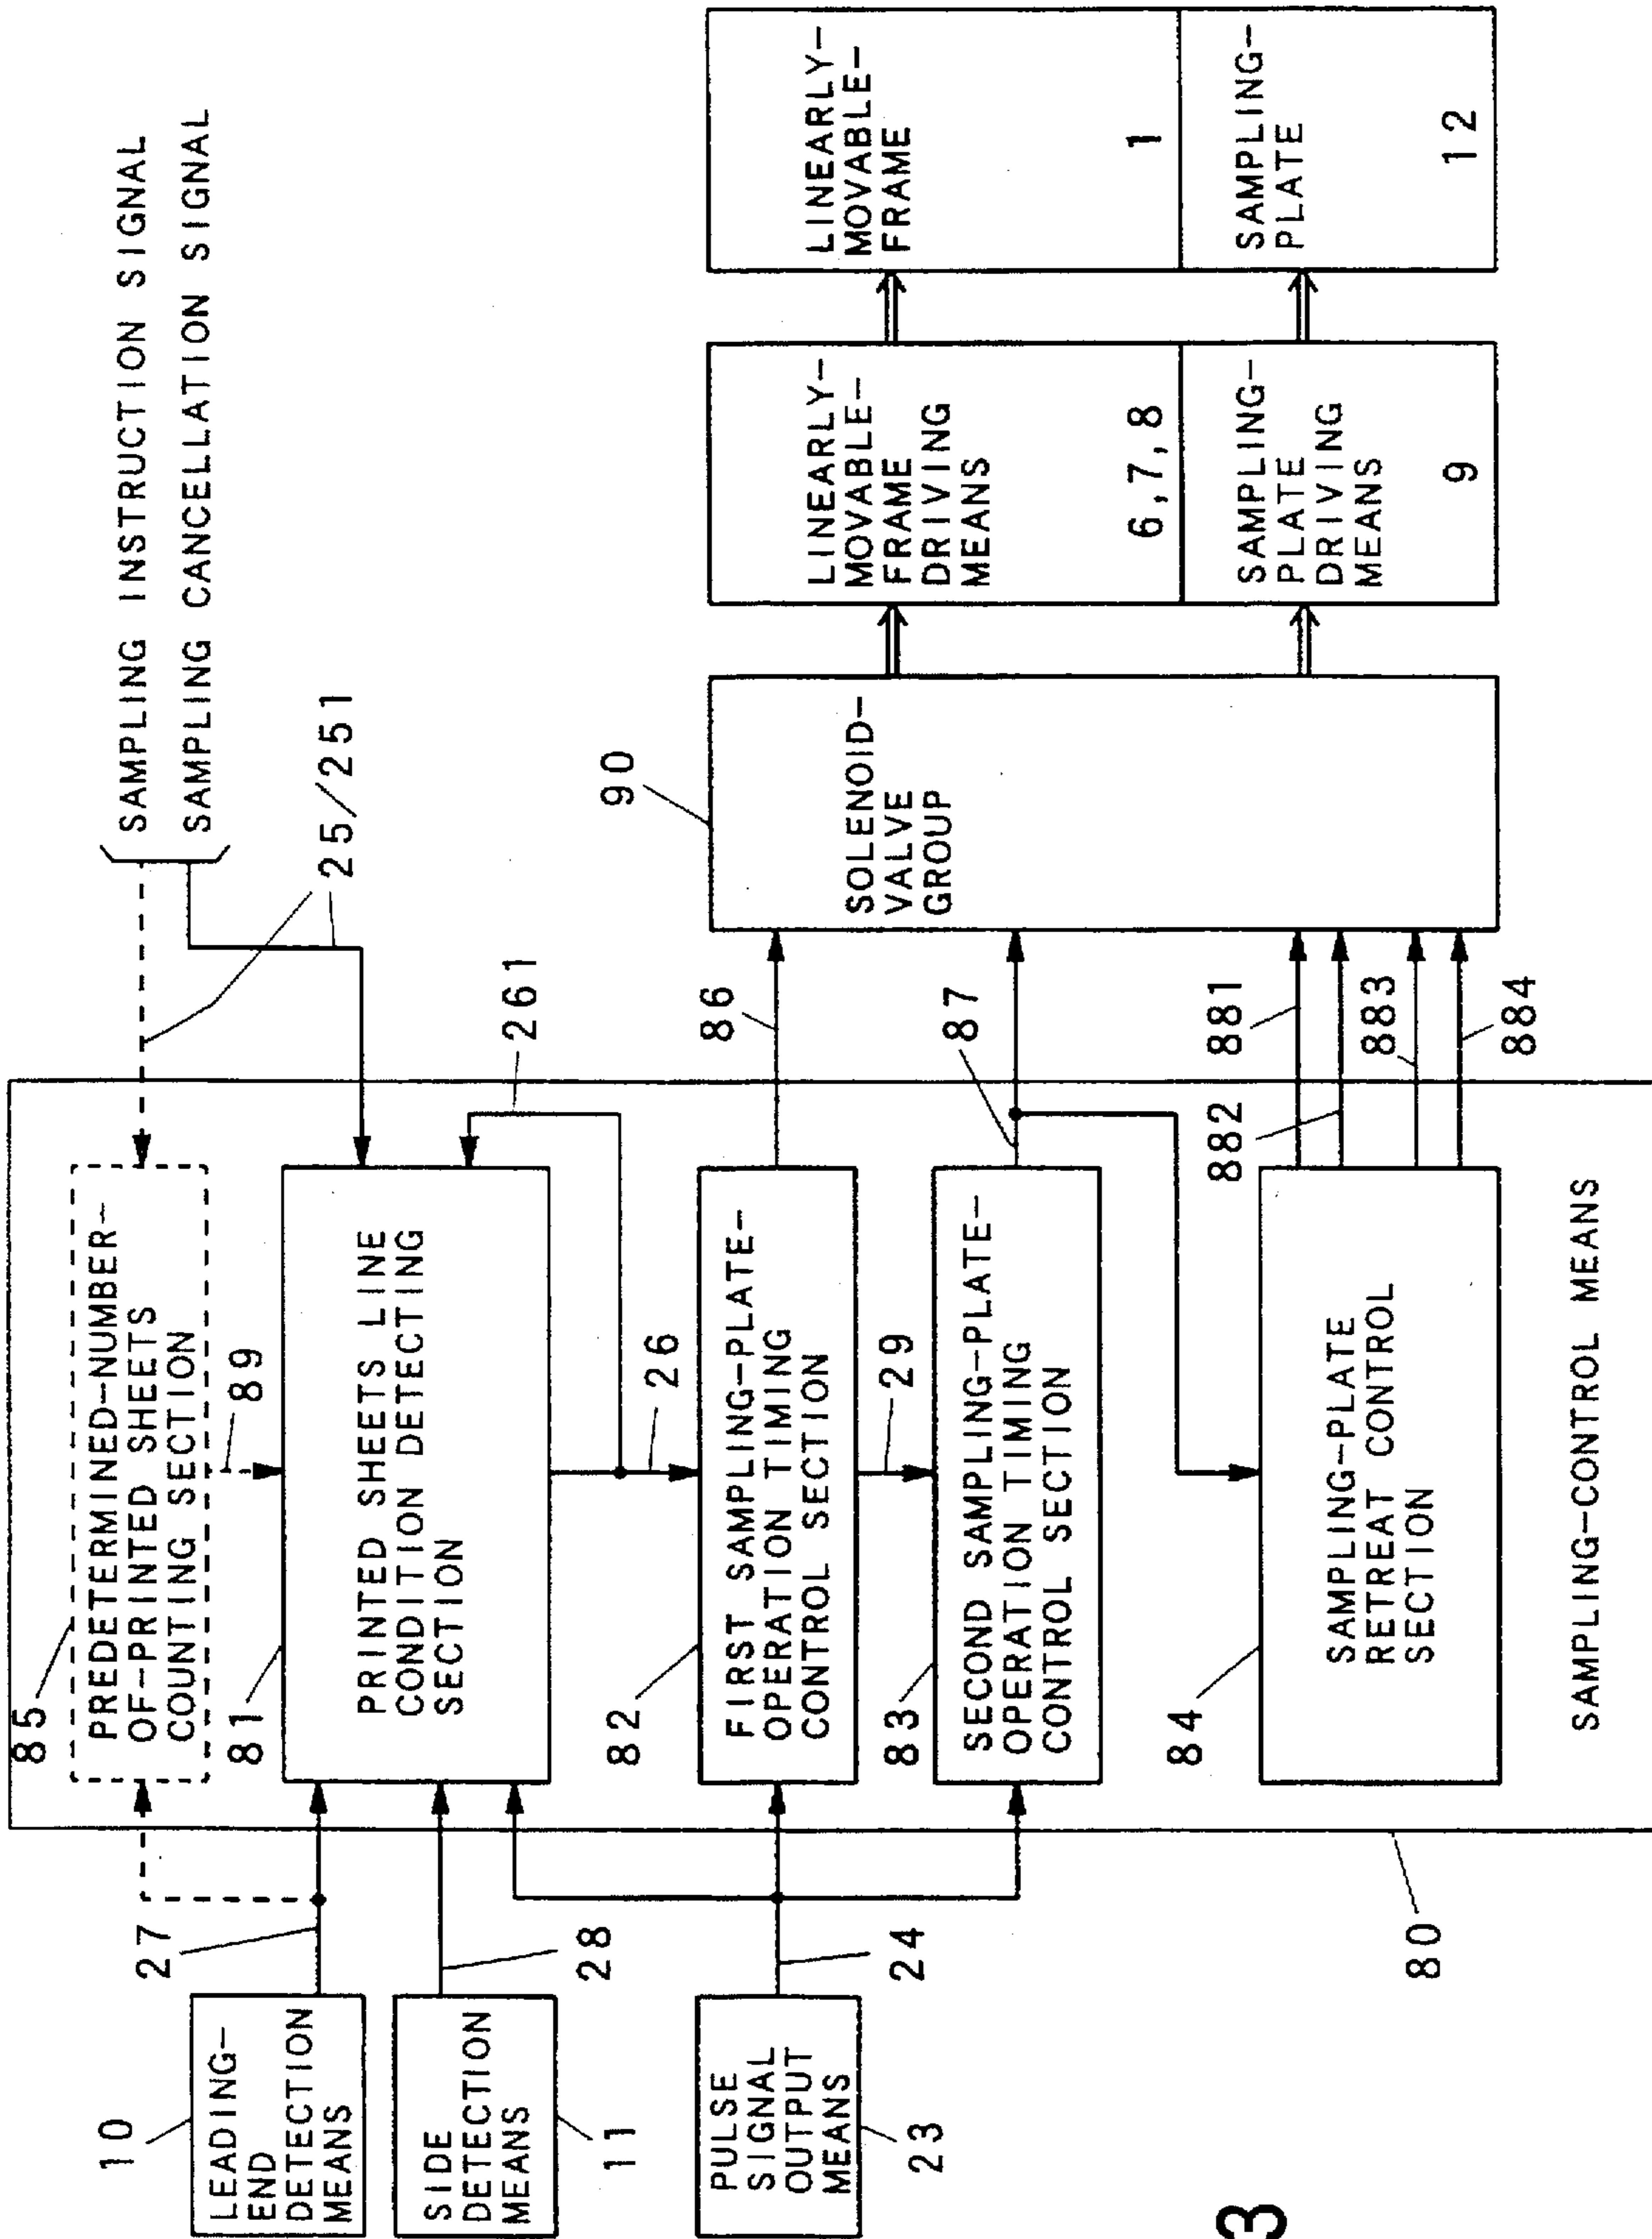 10
LEADING-
END
DETECTION
MEANS
SIDE
DETECTION
MEANS
11
PULSE
SIGNAL
OUTPUT
MEANS
23
27
28
24
80
85
PREDETERMINED-NUMBER-
OF-PRINTED SHEETS
COUNTING SECTION
89
81
PRINTED SHEETS LINE
CONDITION DETECTING
SECTION
261
26
82
FIRST SAMPLING-PLATE-
OPERATION TIMING
CONTROL SECTION
29
83
SECOND SAMPLING-PLATE-
OPERATION TIMING
CONTROL SECTION
84
SAMPLING-PLATE
RETREAT CONTROL
SECTION
SAMPLING-CONTROL MEANS
SAMPLING INSTRUCTION SIGNAL
SAMPLING CANCELLATION SIGNAL
25/251
86
87
881
882
883
884
90
SOLENOID-
VALVE
GROUP
LINEARLY-
MOVABLE-
FRAME
DRIVING
MEANS
6,7,8
SAMPLING-
PLATE
DRIVING
MEANS
9
LINEARLY-
MOVABLE-
FRAME
1
SAMPLING-
PLATE
12
3